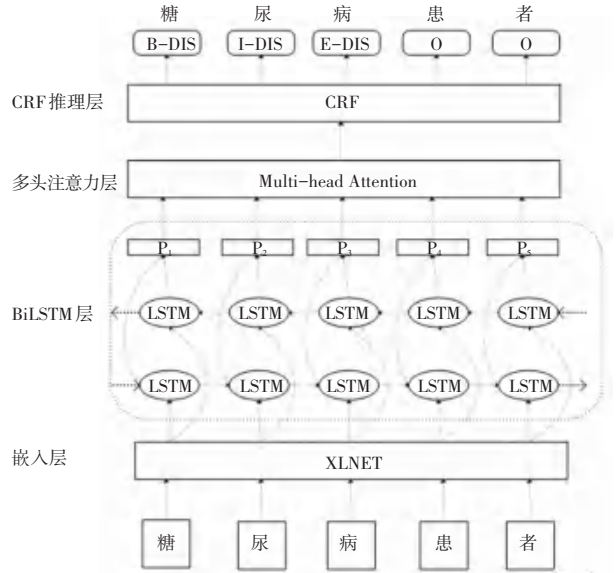 糖 尿 病 患 者
B-DIS I-DIS E-DIS O O
CRF推理层 CRF
多头注意力层 Multi-head Attention
P₁ P₂ P₃ P₄ P₅
BiLSTM层 LSTM LSTM LSTM LSTM LSTM
LSTM LSTM LSTM LSTM LSTM
嵌入层 XLNET
糖 尿 病 患 者